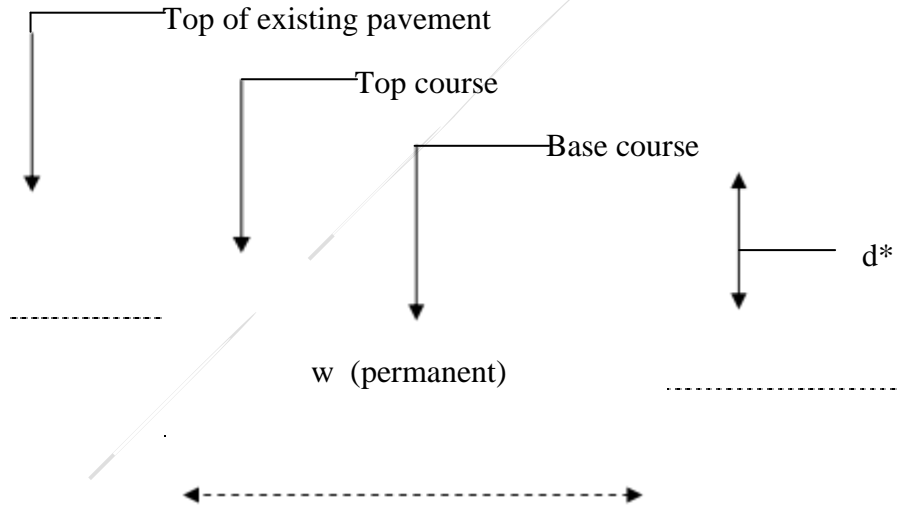 Top of existing pavement
Top course
Base course
d*
w (permanent)